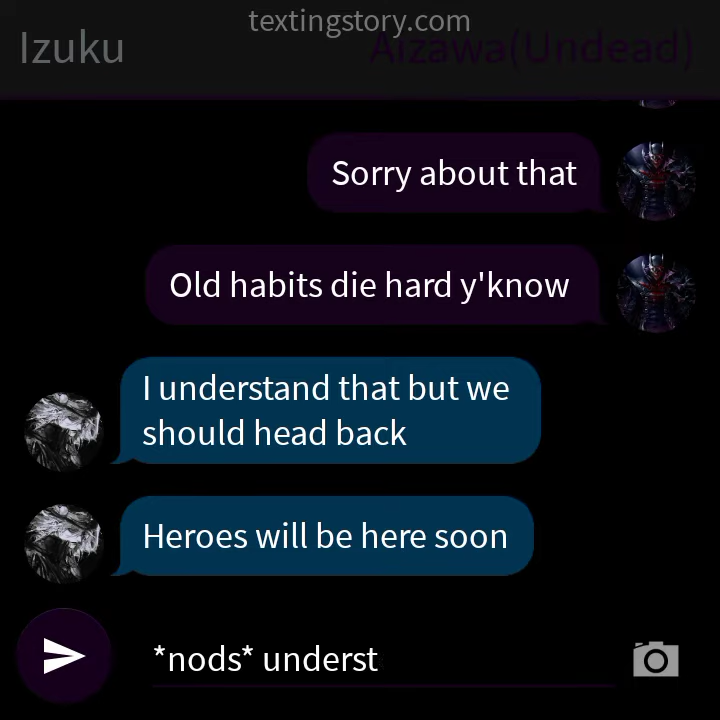 textingstory.com
Izuku
Aizawa(Undead)
Sorry about that
Old habits die hard y'know
I understand that but we
should head back
Heroes will be here soon
*nods* underst